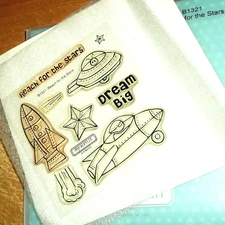 B1321
for the Stars
Reach for the Stars
Dream
Big